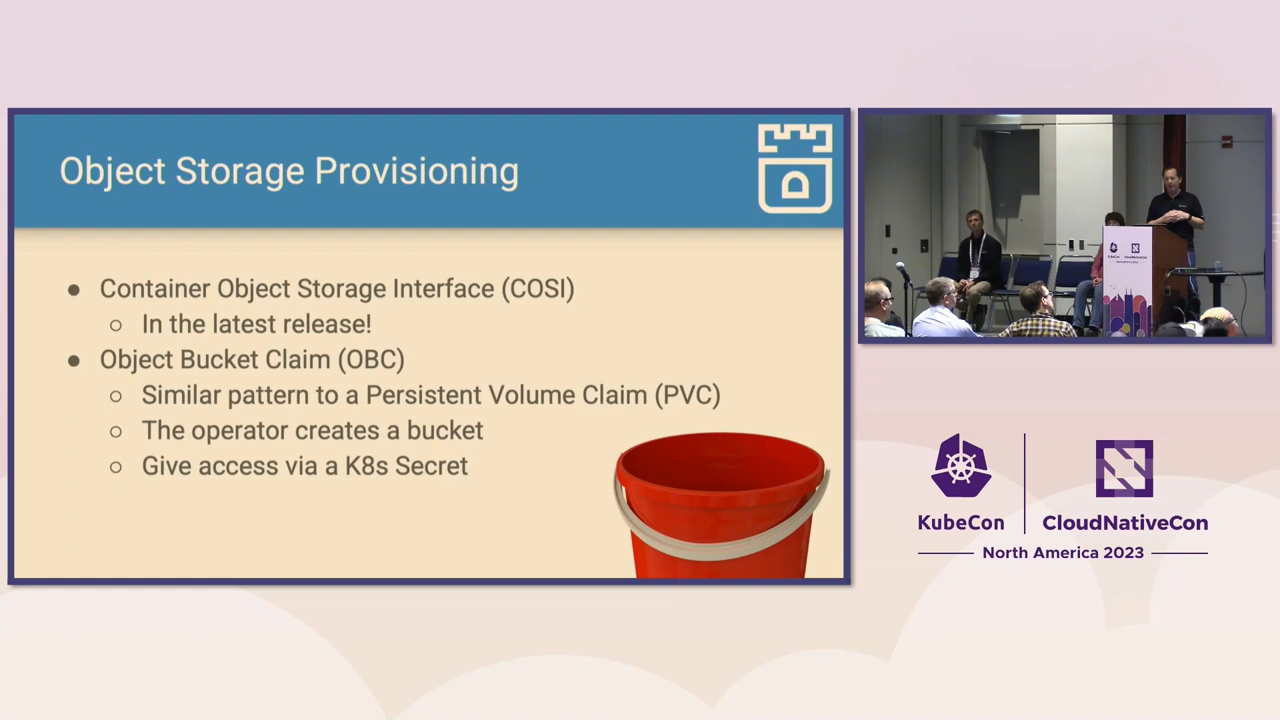 Object Storage Provisioning
● Container Object Storage Interface (COSI)
○ In the latest release!
● Object Bucket Claim (OBC)
○ Similar pattern to a Persistent Volume Claim (PVC)
○ The operator creates a bucket
○ Give access via a K8s Secret
KubeCon
CloudNativeCon
North America 2023